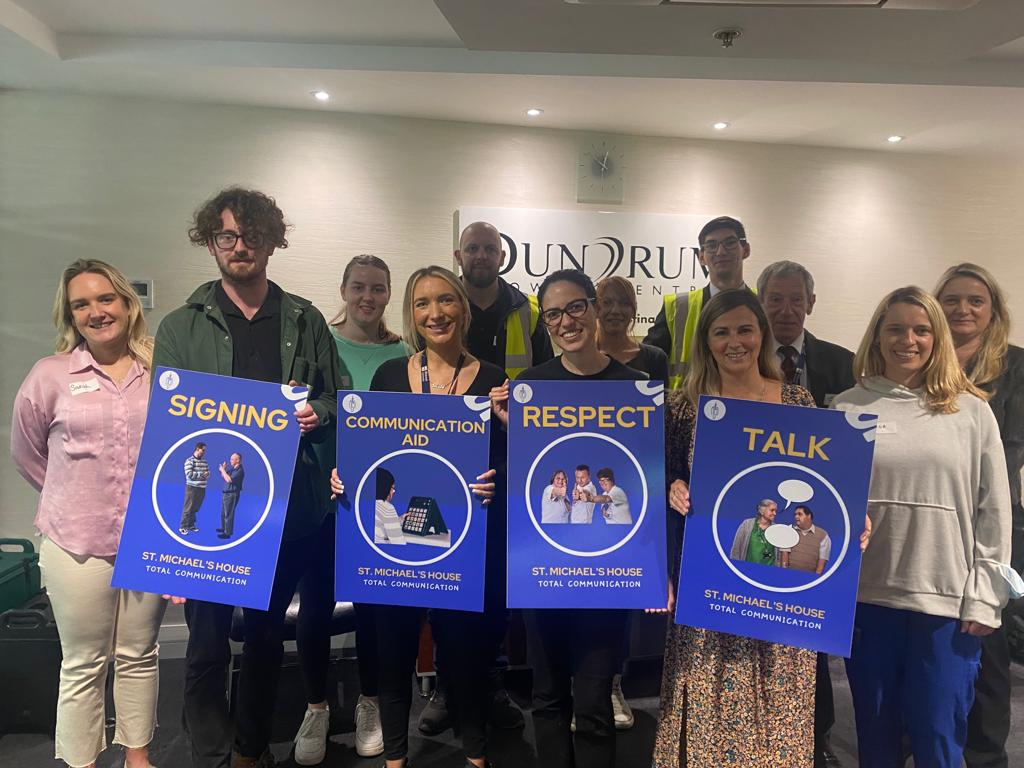 DUNDRUM
SIGNING
ST. MICHAEL'S HOUSE
TOTAL COMMUNICATION
COMMUNICATION
AID
ST. MICHAEL'S HOUSE
TOTAL COMMUNICATION
RESPECT
ST. MICHAEL'S HOUSE
TOTAL COMMUNICATION
TALK
ST. MICHAEL'S HOUSE
TOTAL COMMUNICATION